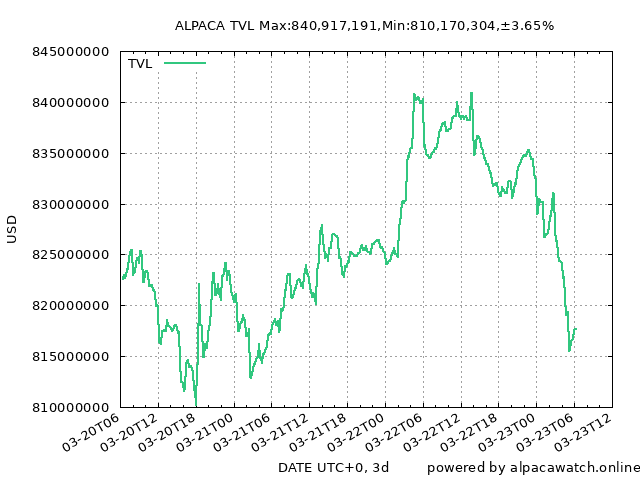 ALPACA TVL Max:840,917,191,Min:810,170,304,±3.65%
TVL
845000000
840000000
835000000
830000000
825000000
820000000
815000000
810000000
USD
03-20T06
03-20T12
03-20T18
03-21T00
03-21T06
03-21T12
03-21T18
03-22T00
03-22T06
03-22T12
03-22T18
03-23T00
03-23T06
03-23T12
DATE UTC+0, 3d
powered by alpacawatch.online